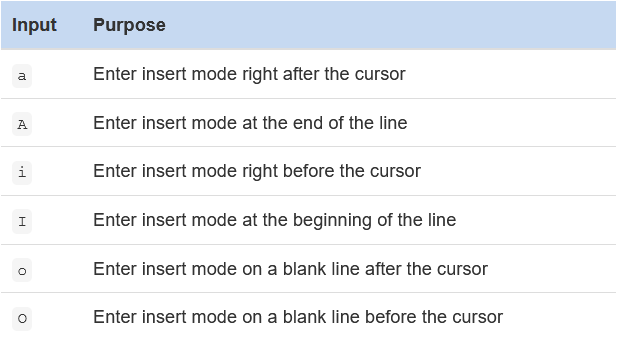 Input Purpose
a Enter insert mode right after the cursor
A Enter insert mode at the end of the line
i Enter insert mode right before the cursor
I Enter insert mode at the beginning of the line
o Enter insert mode on a blank line after the cursor
O Enter insert mode on a blank line before the cursor